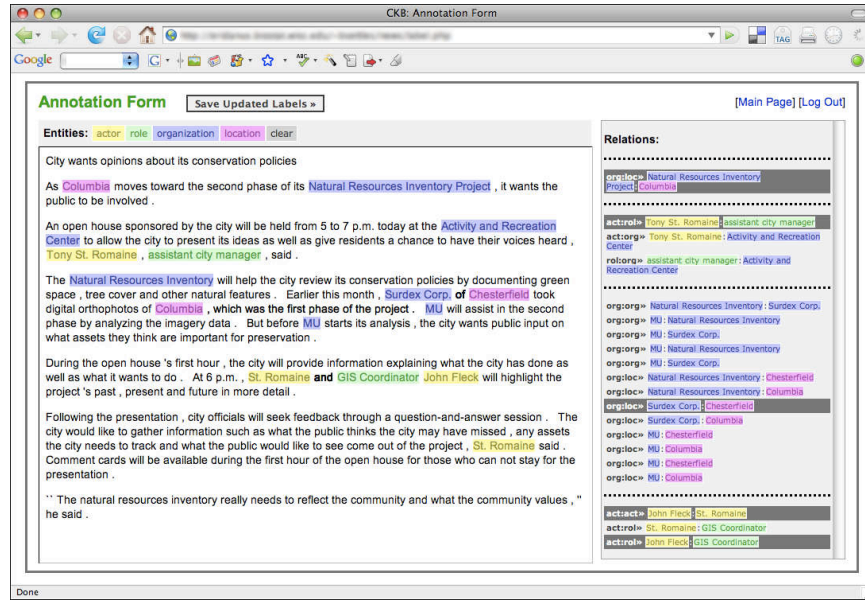 CKB: Annotation Form
TAG
Google
G
ABC
Annotation Form
Save Updated Labels »
[Main Page] [Log Out]
Entities: actor role organization location clear
City wants opinions about its conservation policies
As Columbia moves toward the second phase of its Natural Resources Inventory Project , it wants the
public to be involved .
An open house sponsored by the city will be held from 5 to 7 p.m. today at the Activity and Recreation
Center to allow the city to present its ideas as well as give residents a chance to have their voices heard ,
Tony St. Romaine , assistant city manager , said .
The Natural Resources Inventory will help the city review its conservation policies by documenting green
space , tree cover and other natural features . Earlier this month , Surdex Corp. of Chesterfield took
digital orthophotos of Columbia , which was the first phase of the project . MU will assist in the second
phase by analyzing the imagery data . But before MU starts its analysis , the city wants public input on
what assets they think are important for preservation .
During the open house 's first hour , the city will provide information explaining what the city has done as
well as what it wants to do . At 6 p.m. , St. Romaine and GIS Coordinator John Fleck will highlight the
project 's past , present and future in more detail .
Following the presentation , city officials will seek feedback through a question-and-answer session . The
city would like to gather information such as what the public thinks the city may have missed , any assets
the city needs to track and what the public would like to see come out of the project , St. Romaine said .
Comment cards will be available during the first hour of the open house for those who can not stay for the
presentation .
`` The natural resources inventory really needs to reflect the community and what the community values , ''
he said .
Relations:
org:loc» Natural Resources Inventory
Project:Columbia
act:rol» Tony St. Romaine:assistant city manager
act:org» Tony St. Romaine:Activity and Recreation
Center
rol:org» assistant city manager:Activity and
Recreation Center
org:org» Natural Resources Inventory:Surdex Corp.
org:org» MU:Natural Resources Inventory
org:org» MU:Surdex Corp.
org:org» MU:Natural Resources Inventory
org:org» MU:Surdex Corp.
org:loc» Natural Resources Inventory:Chesterfield
org:loc» Natural Resources Inventory:Columbia
org:loc» Surdex Corp.:Chesterfield
org:loc» Surdex Corp.:Columbia
org:loc» MU:Chesterfield
org:loc» MU:Columbia
org:loc» MU:Chesterfield
org:loc» MU:Columbia
act:act» John Fleck:St. Romaine
act:rol» St. Romaine:GIS Coordinator
act:rol» John Fleck:GIS Coordinator
Done